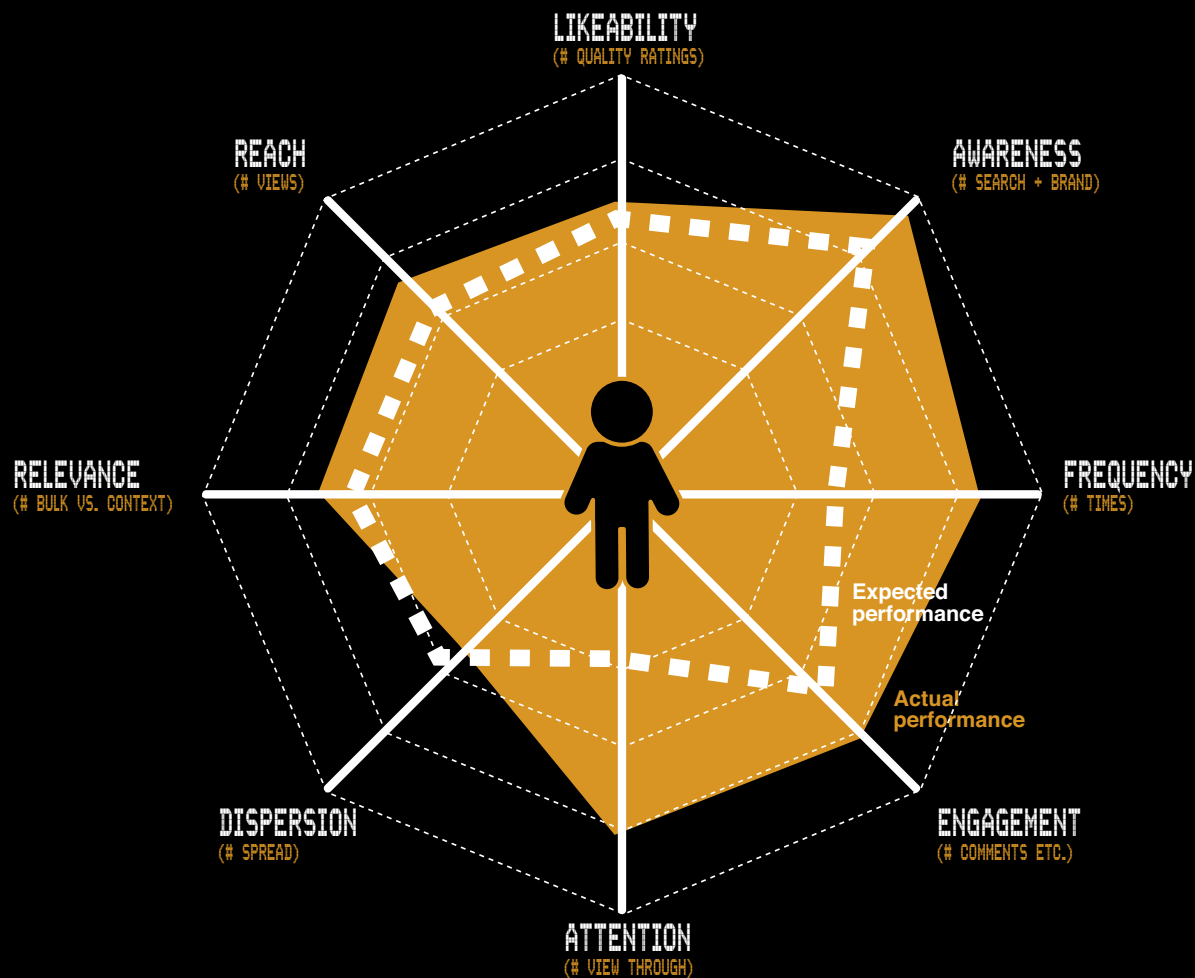 LIKEABILITY
(# QUALITY RATINGS)
REACH
(# VIEWS)
AWARENESS
(# SEARCH + BRAND)
RELEVANCE
(# BULK VS. CONTEXT)
FREQUENCY
(# TIMES)
Expected
performance
Actual
performance
DISPERSION
(# SPREAD)
ENGAGEMENT
(# COMMENTS ETC.)
ATTENTION
(# VIEW THROUGH)